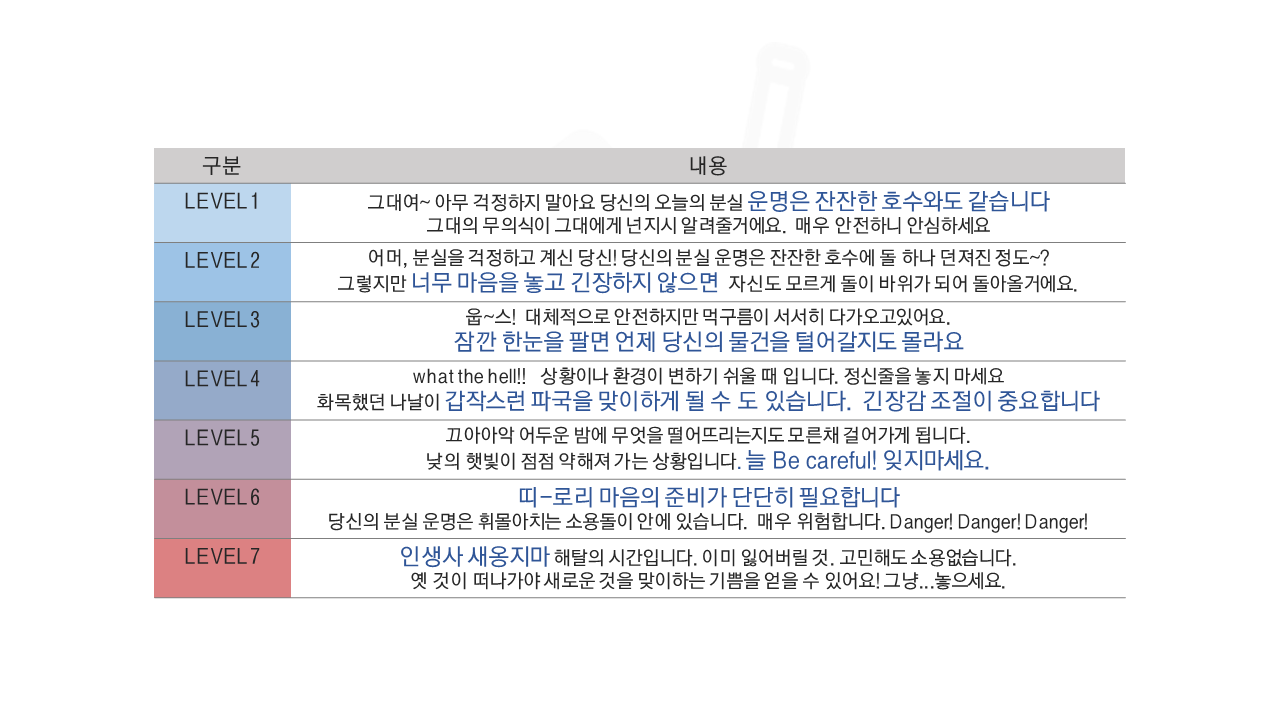 구분 내용
LEVEL1
그대여~ 아무 걱정하지 말아요 당신의 오늘의 분실 운명은 잔잔한 호수와도 같습니다
그대의 무의식이 그대에게 넌지시 알려줄거에요. 매우 안전하니 안심하세요
LEVEL2
어머, 분실을 걱정하고 계신 당신! 당신의 분실 운명은 잔잔한 호수에 돌 하나 던져진 정도~?
그렇지만 너무 마음을 놓고 긴장하지 않으면 자신도 모르게 돌이 바위가 되어 돌아올거에요.
LEVEL3
웁~스! 대체적으로 안전하지만 먹구름이 서서히 다가오고있어요.
잠깐 한눈을 팔면 언제 당신의 물건을 털어갈지도 몰라요
LEVEL4
what the hell!! 상황이나 환경이 변하기 쉬울 때 입니다. 정신줄을 놓지 마세요
화목했던 나날이 갑작스런 파국을 맞이하게 될 수 도 있습니다. 긴장감 조절이 중요합니다
LEVEL5
끄아아악 어두운 밤에 무엇을 떨어뜨리는지도 모른채 걸어가게 됩니다.
낮의 햇빛이 점점 약해져 가는 상황입니다. 늘 Be careful! 잊지마세요.
LEVEL6
띠-로리 마음의 준비가 단단히 필요합니다
당신의 분실 운명은 휘몰아치는 소용돌이 안에 있습니다. 매우 위험합니다. Danger! Danger! Danger!
LEVEL7
인생사 새옹지마 해탈의 시간입니다. 이미 잃어버릴 것. 고민해도 소용없습니다.
옛 것이 떠나가야 새로운 것을 맞이하는 기쁨을 얻을 수 있어요! 그냥...놓으세요.